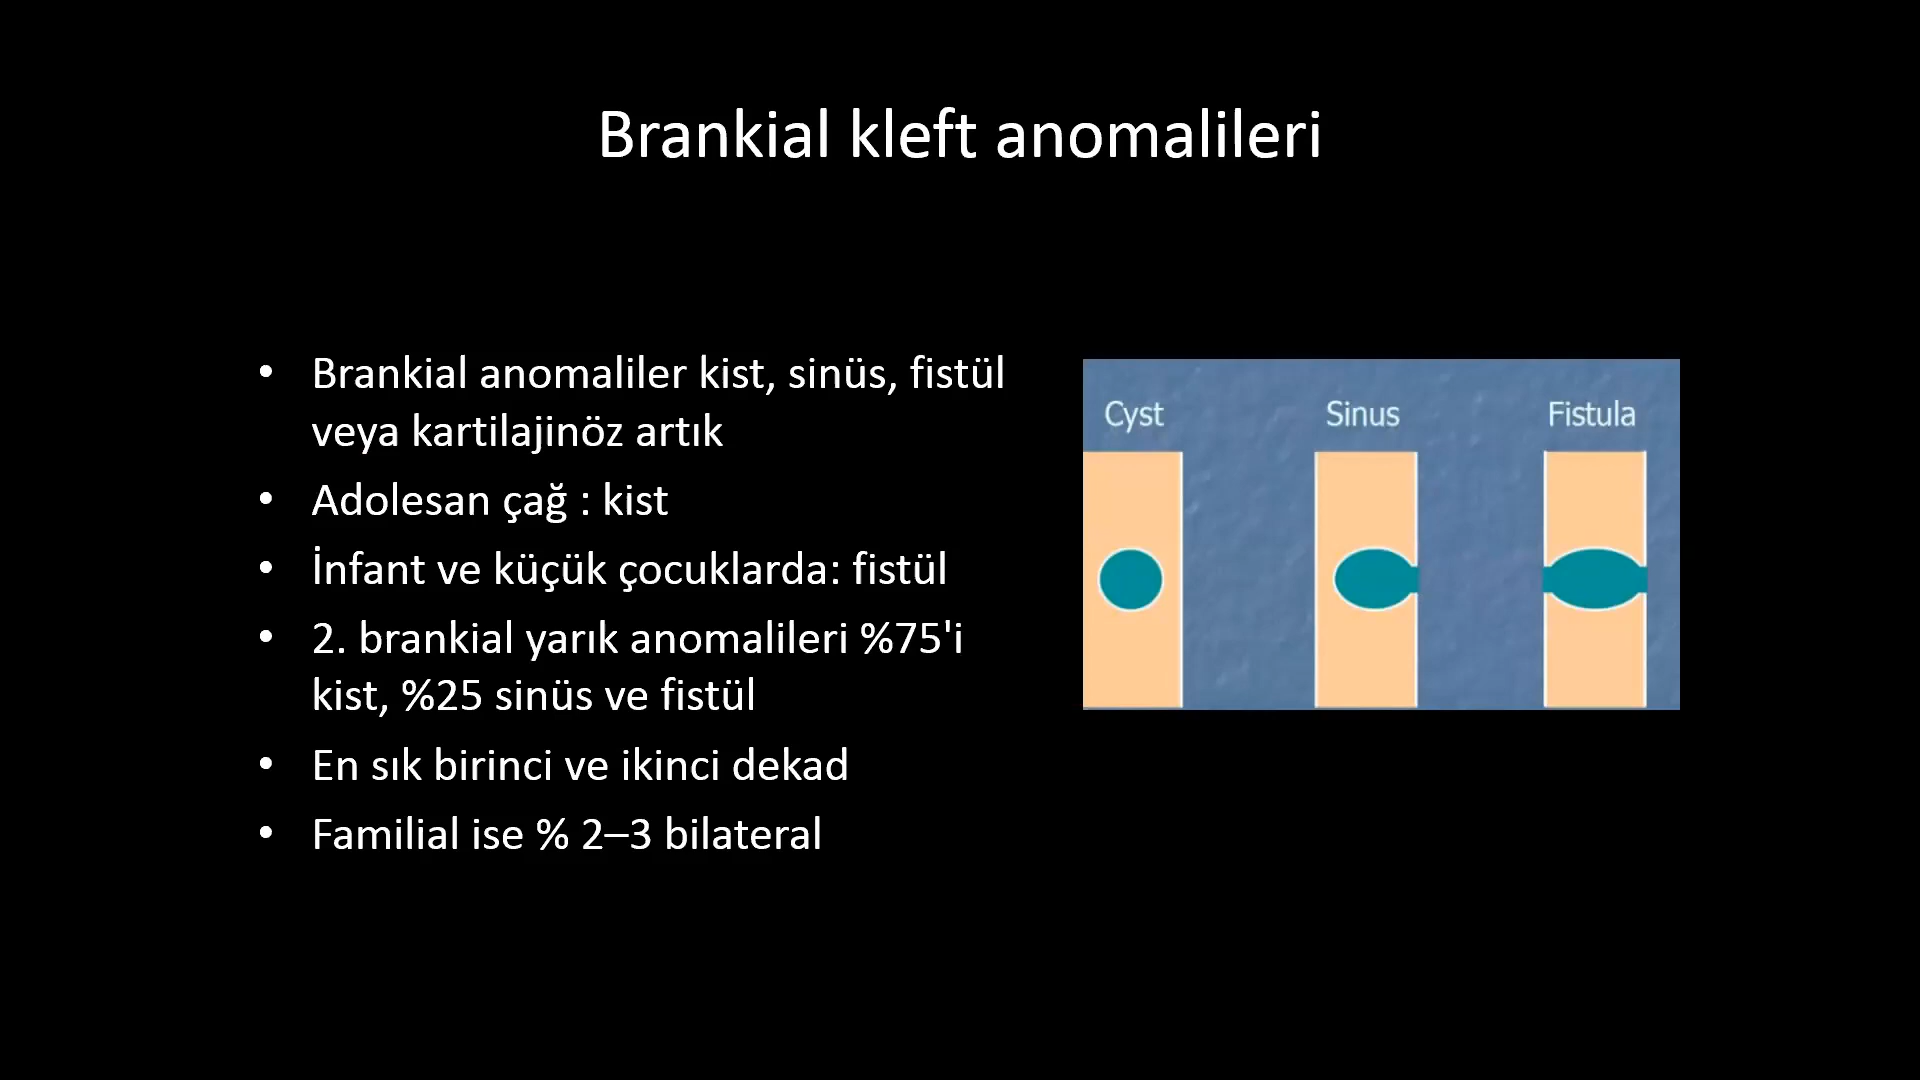 Brankial kleft anomalileri
• Brankial anomaliler kist, sinüs, fistül
veya kartilajinöz artık
• Adolesan çağ : kist
• İnfant ve küçük çocuklarda: fistül
• 2. brankial yarık anomalileri %75'i
kist, %25 sinüs ve fistül
• En sık birinci ve ikinci dekad
• Familial ise % 2–3 bilateral
Cyst Sinus Fistula